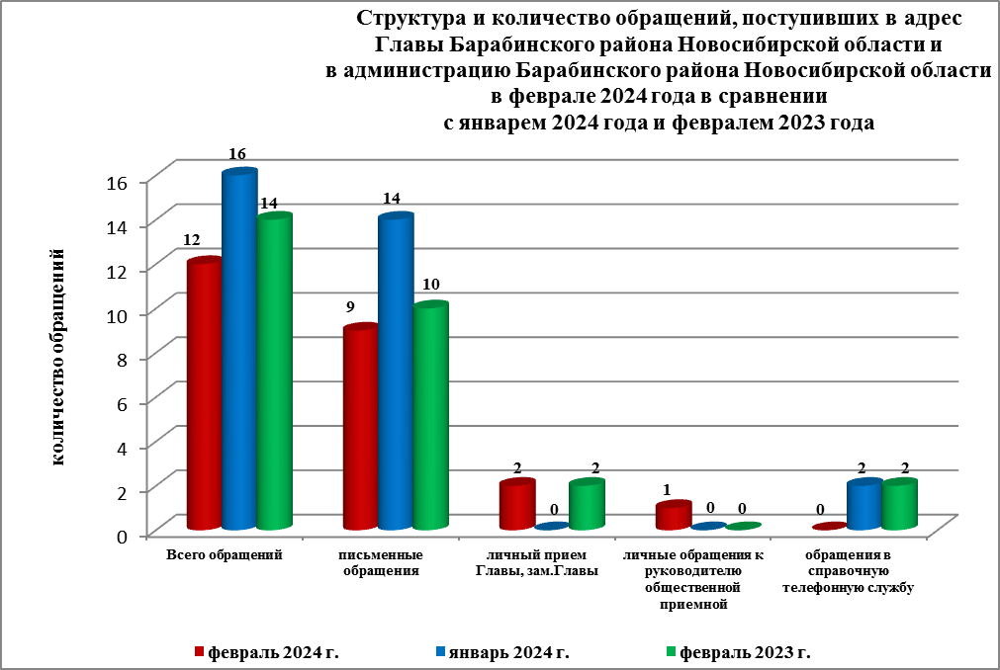 Структура и количество обращений, поступивших в адрес
Главы Барабинского района Новосибирской области и
в администрацию Барабинского района Новосибирской области
в феврале 2024 года в сравнении
с январем 2024 года и февралем 2023 года
количество обращений
16
14
12
10
8
6
4
2
0
12
16
14
9
14
10
2
0
2
1
0
0
0
2
2
Всего обращений
письменные
обращения
личный прием
Главы, зам.Главы
личные обращения к
руководителю
общественной
приемной
обращения в
справочную
телефонную службу
февраль 2024 г.
январь 2024 г.
февраль 2023 г.